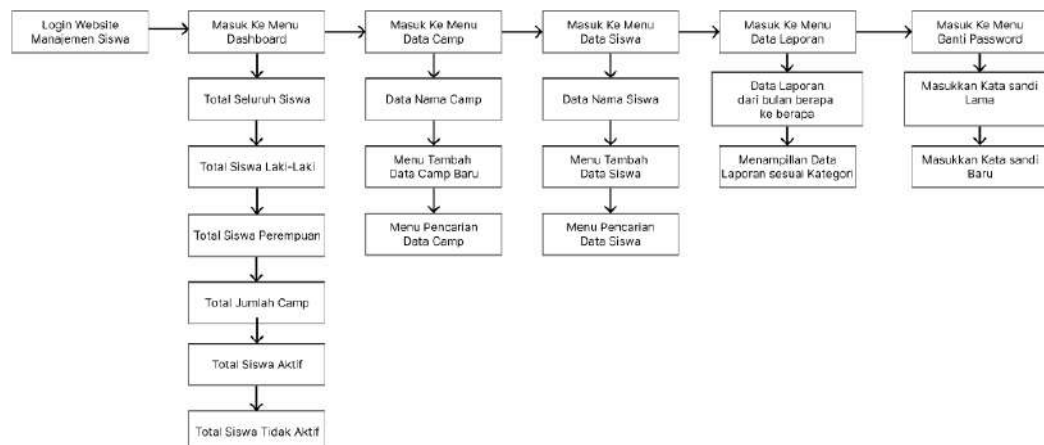 Login Website
Manajemen Siswa
Masuk Ke Menu
Dashboard
Masuk Ke Menu
Data Camp
Masuk Ke Menu
Data Siswa
Masuk Ke Menu
Data Laporan
Masuk Ke Menu
Ganti Password
Total Seluruh Siswa
Data Nama Camp
Data Nama Siswa
Data Laporan
dari bulan berapa
ke berapa
Masukkan Kata sandi
Lama
Total Siswa Laki-Laki
Menu Tambah
Data Camp Baru
Menu Tambah
Data Siswa
Menampillan Data
Laporan sesuai Kategori
Masukkan Kata sandi
Baru
Total Siswa Perempuan
Menu Pencarian
Data Camp
Menu Pencarian
Data Siswa
Total Jumlah Camp
Total Siswa Aktif
Total Siswa Tidak Aktif